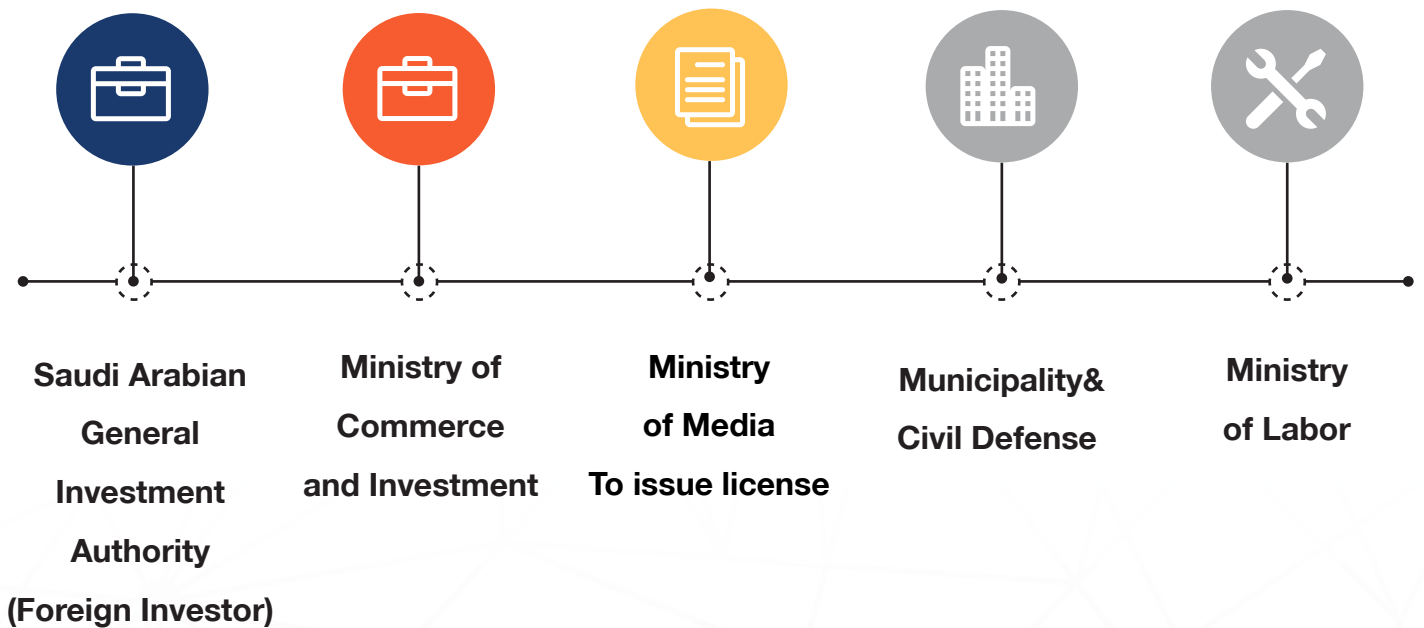 Saudi Arabian
General
Investment
Authority
(Foreign Investor)
Ministry of
Commerce
and Investment
Ministry
of Media
To issue license
Municipality&
Civil Defense
Ministry
of Labor